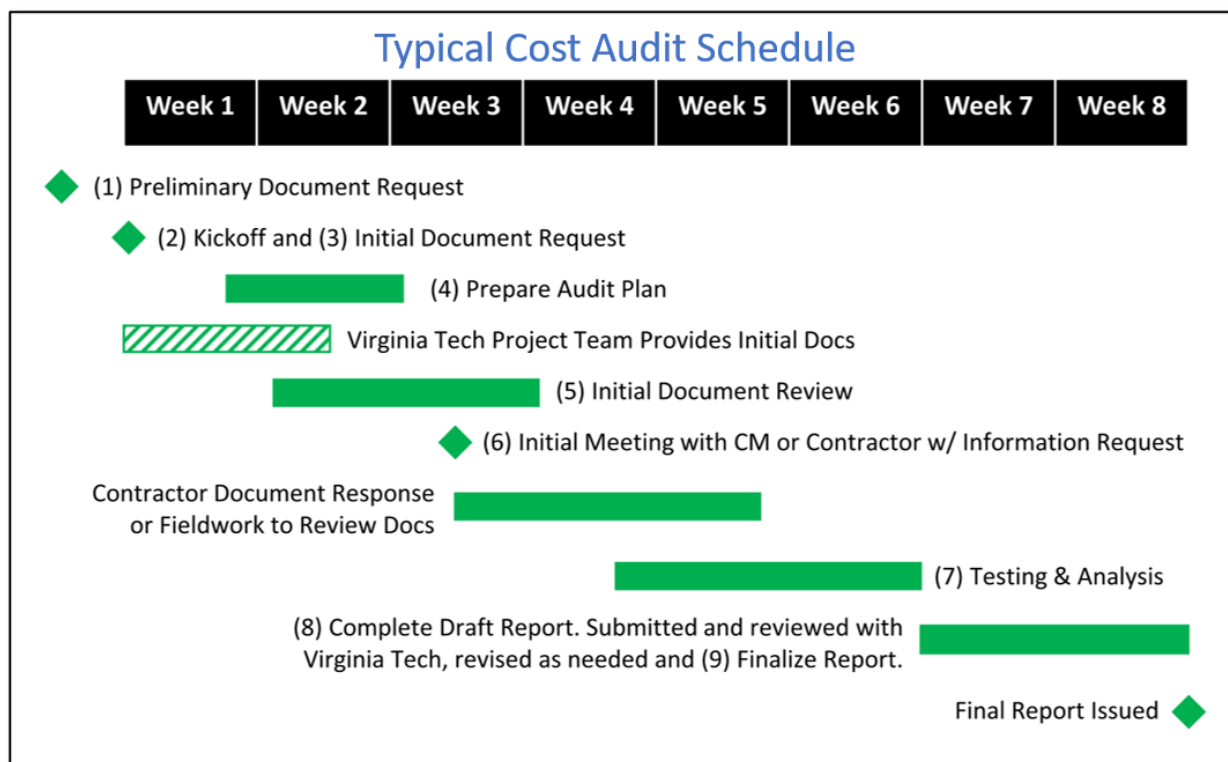 Typical Cost Audit Schedule
Week 1 Week 2 Week 3 Week 4 Week 5 Week 6 Week 7 Week 8
(1) Preliminary Document Request
(2) Kickoff and (3) Initial Document Request
(4) Prepare Audit Plan
Virginia Tech Project Team Provides Initial Docs
(5) Initial Document Review
(6) Initial Meeting with CM or Contractor w/ Information Request
Contractor Document Response
or Fieldwork to Review Docs
(7) Testing & Analysis
(8) Complete Draft Report. Submitted and reviewed with
Virginia Tech, revised as needed and (9) Finalize Report.
Final Report Issued